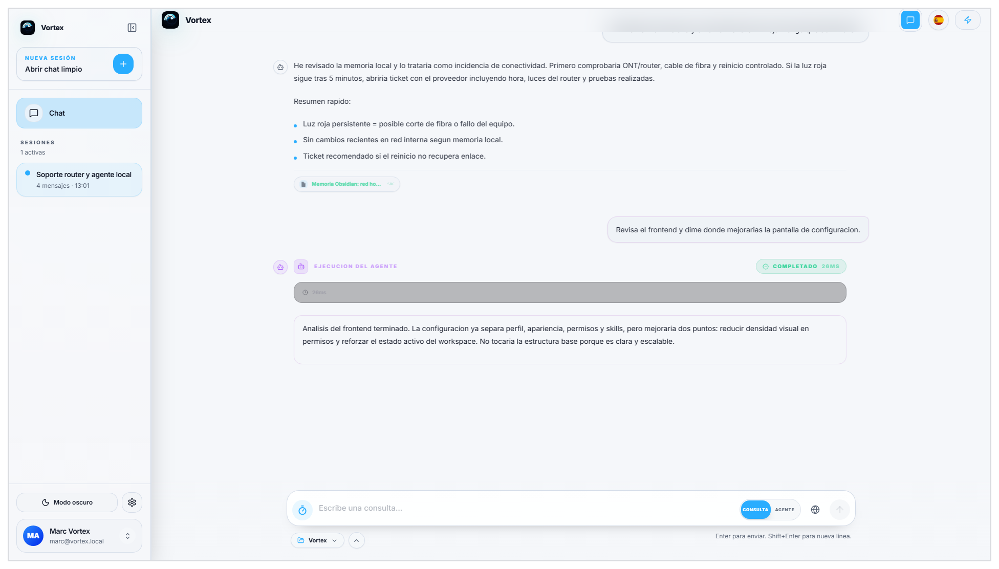 Vortex
NUEVA SESIÓN
Abrir chat limpio
Chat
SESIONES
1 activas
Soporte router y agente local
4 mensajes · 13:01
Modo oscuro
MA
Marc Vortex
marc@vortex.local
Vortex
He revisado la memoria local y lo trataria como incidencia de conectividad. Primero comprobaria ONT/router, cable de fibra y reinicio controlado. Si la luz roja
sigue tras 5 minutos, abriria ticket con el proveedor incluyendo hora, luces del router y pruebas realizadas.
Resumen rapido:
Luz roja persistente = posible corte de fibra o fallo del equipo.
Sin cambios recientes en red interna segun memoria local.
Ticket recomendado si el reinicio no recupera enlace.
Memoria Obsidian: red ho... SRC
Revisa el frontend y dime donde mejorarias la pantalla de configuracion.
EJECUCION DEL AGENTE
COMPLETADO 26MS
26ms
Analisis del frontend terminado. La configuracion ya separa perfil, apariencia, permisos y skills, pero mejoraria dos puntos: reducir densidad visual en
permisos y reforzar el estado activo del workspace. No tocaria la estructura base porque es clara y escalable.
Escribe una consulta...
CONSULTA AGENTE
Vortex
Enter para enviar. Shift+Enter para nueva línea.